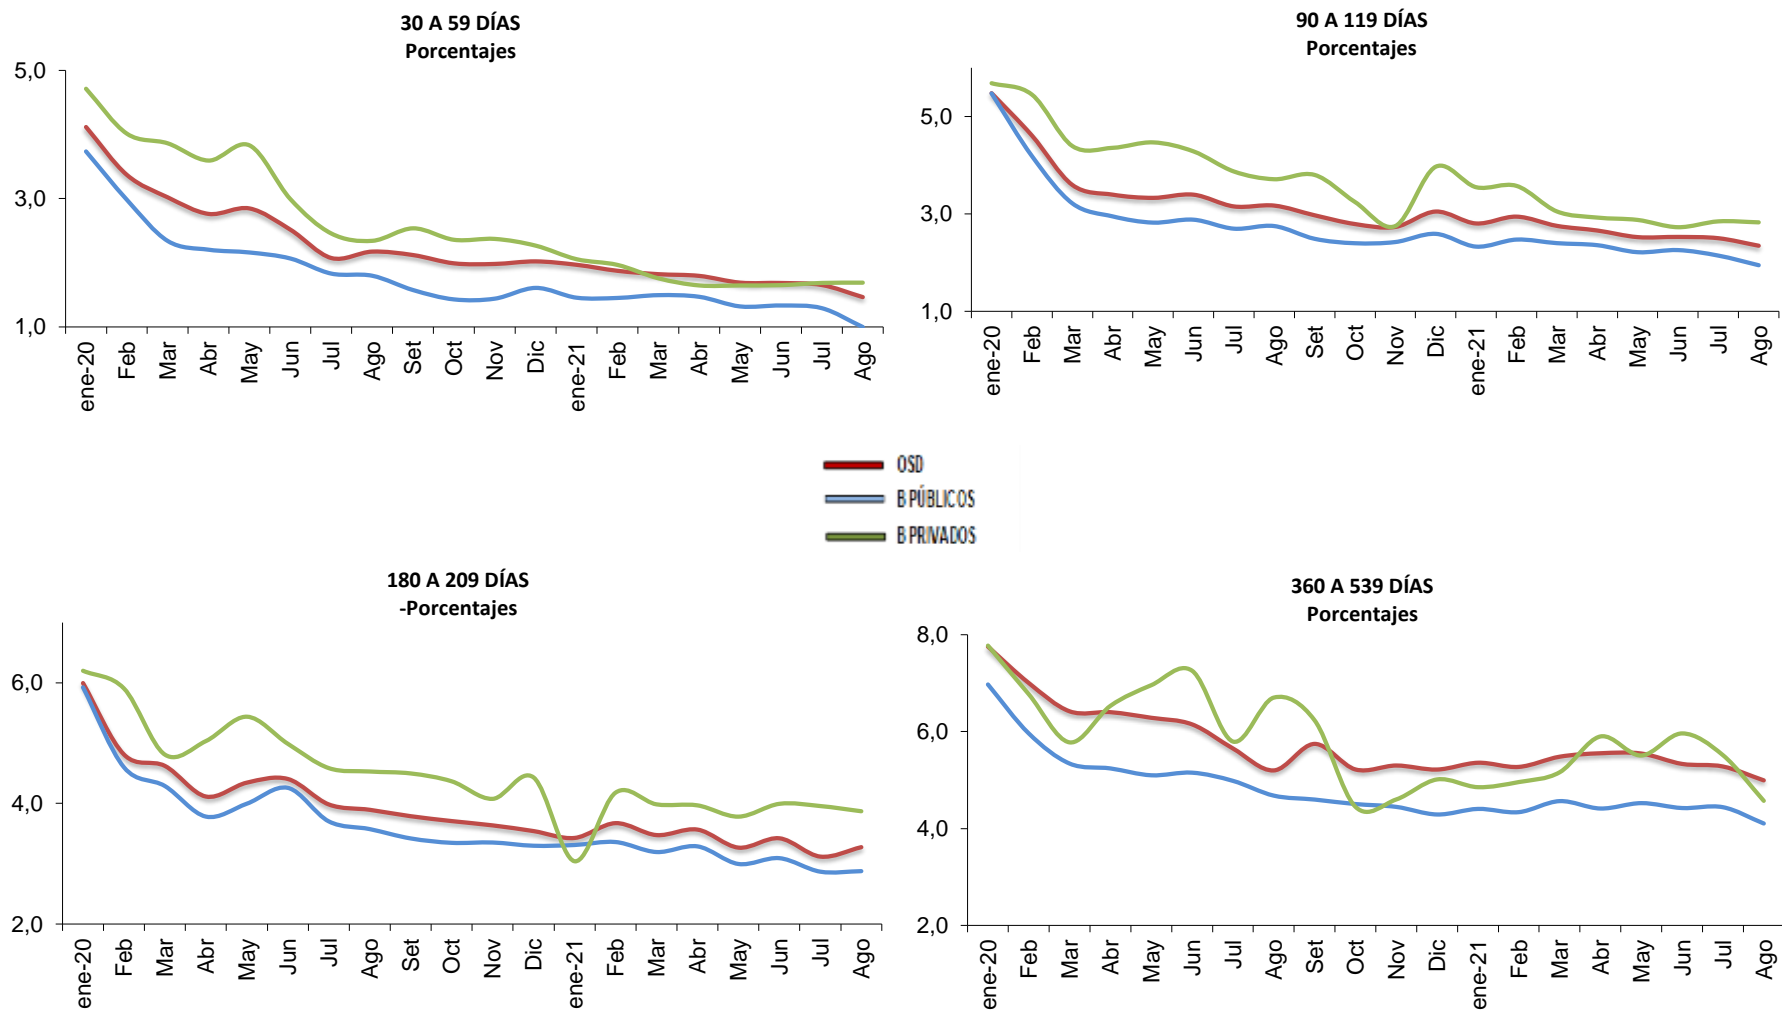 30 A 59 DÍAS
Porcentajes
5,0
3,0
1,0
ene-20 Feb Mar Abr May Jun Jul Ago Set Oct Nov Dic ene-21 Feb Mar Abr May Jun Jul Ago
90 A 119 DÍAS
Porcentajes
5,0
3,0
1,0
ene-20 Feb Mar Abr May Jun Jul Ago Set Oct Nov Dic ene-21 Feb Mar Abr May Jun Jul Ago
OSD
B PÚBLICOS
B PRIVADOS
180 A 209 DÍAS
-Porcentajes
6,0
4,0
2,0
ene-20 Feb Mar Abr May Jun Jul Ago Set Oct Nov Dic ene-21 Feb Mar Abr May Jun Jul Ago
360 A 539 DÍAS
Porcentajes
8,0
6,0
4,0
2,0
ene-20 Feb Mar Abr May Jun Jul Ago Set Oct Nov Dic ene-21 Feb Mar Abr May Jun Jul Ago